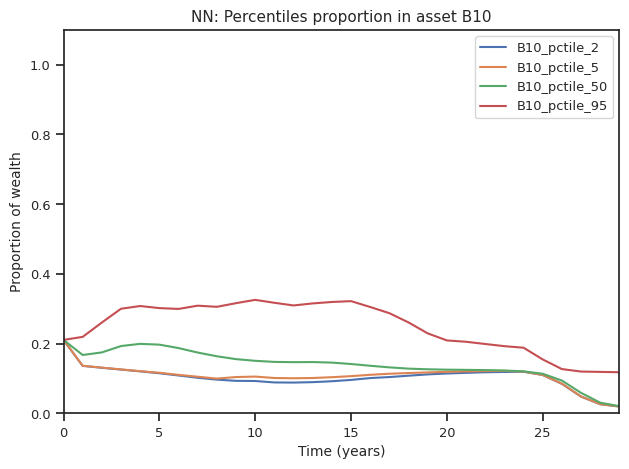 NN: Percentiles proportion in asset B10
B10_pctile_2
B10_pctile_5
B10_pctile_50
B10_pctile_95
Proportion of wealth
1.0
0.8
0.6
0.4
0.2
0.0
0 5 10 15 20 25
Time (years)